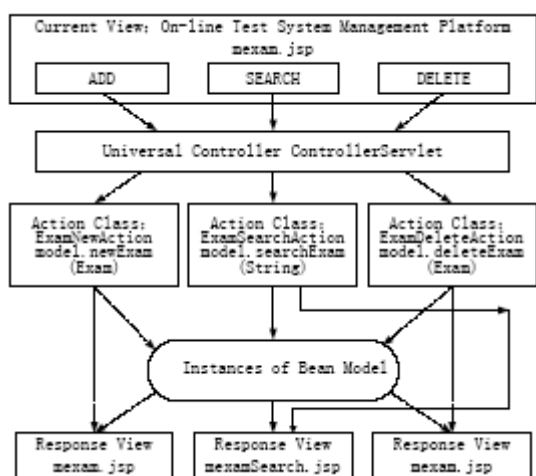 Current View: On-line Test System Management Platform
mexam.jsp
ADD
SEARCH
DELETE
Universal Controller ControllerServlet
Action Class:
ExamNewAction
model.newExam
(Exam)
Action Class:
ExamSearchAction
model.searchExam
(String)
Action Class:
ExamDeleteAction
model.deleteExam
(Exam)
Instances of Bean Model
Response View
mexam.jsp
Response View
mexamSearch.jsp
Response View
mexam.jsp